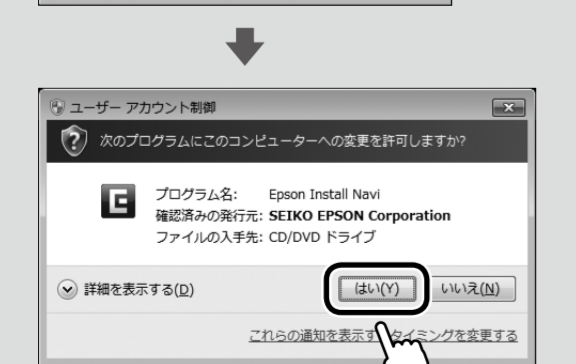 ユーザー アカウント制御
次のプログラムにこのコンピューターへの変更を許可しますか?
プログラム名: Epson Install Navi
確認済みの発行元: SEIKO EPSON Corporation
ファイルの入手先: CD/DVD ドライブ
詳細を表示する(D) はい(Y) いいえ(N)
これらの通知を表示す タイミングを変更する